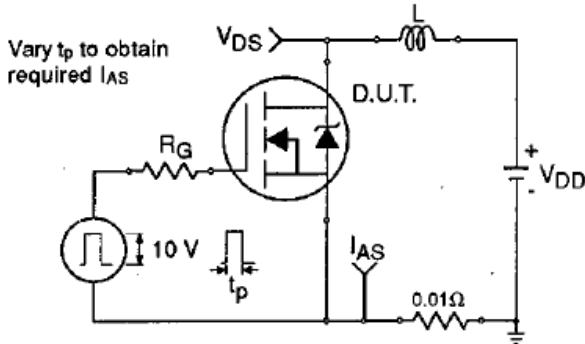 Vary tp to obtain
required IAS
VDS
L
D.U.T.
RG
+
VDD
-
10 V
tp
IAS
0.01Ω